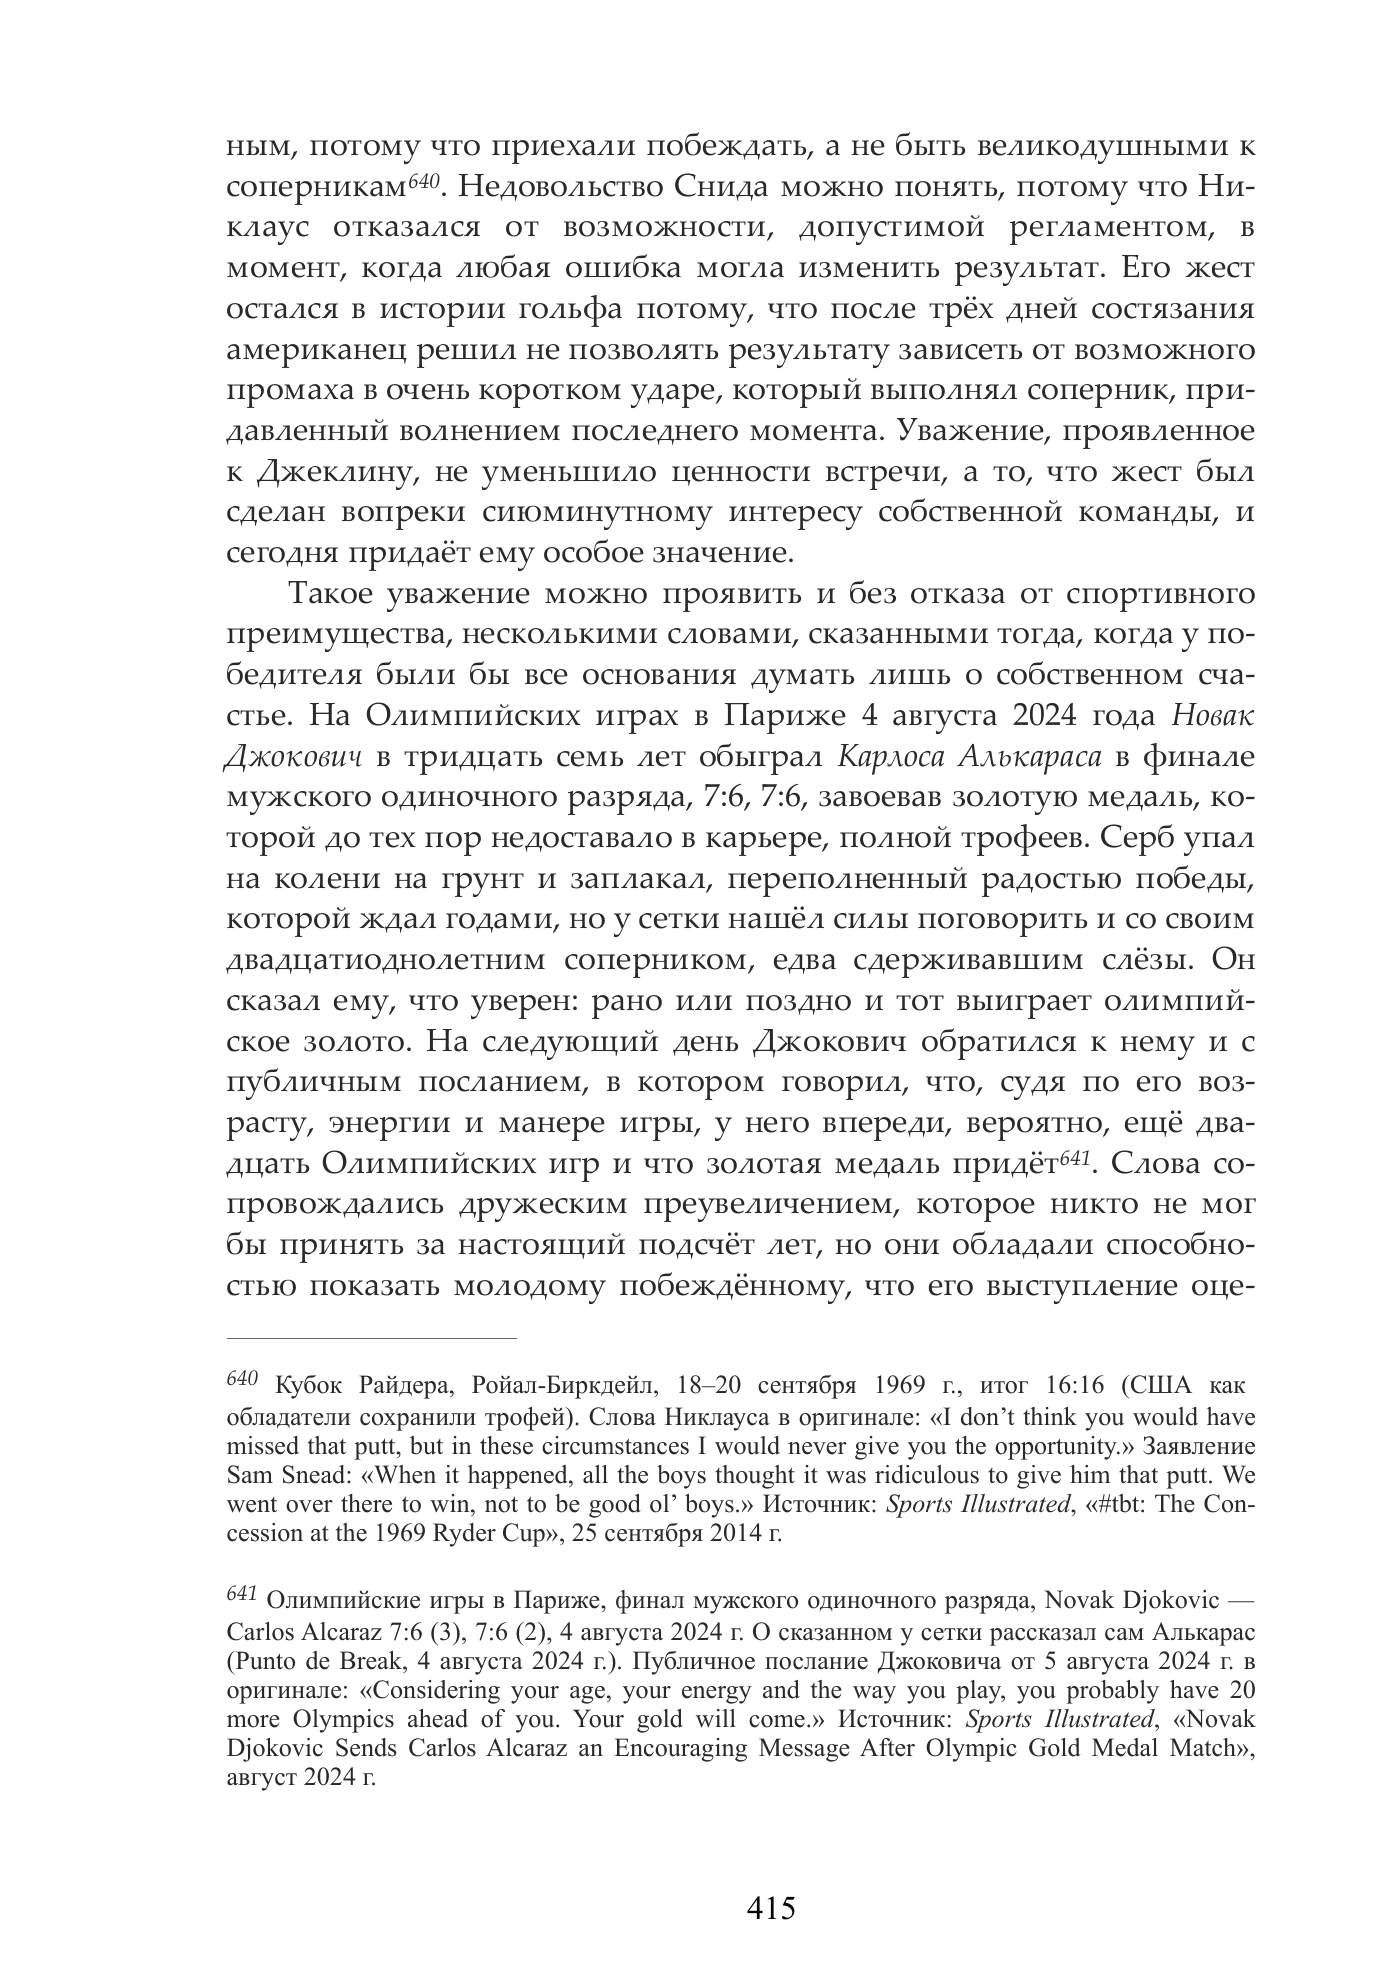 ным, потому что приехали побеждать, а не быть великодушными к
соперникам640. Недовольство Снида можно понять, потому что Ни-
клаус отказался от возможности, допустимой регламентом, в
момент, когда любая ошибка могла изменить результат. Его жест
остался в истории гольфа потому, что после трёх дней состязания
американец решил не позволять результату зависеть от возможного
промаха в очень коротком ударе, который выполнял соперник, при-
давленный волнением последнего момента. Уважение, проявленное
к Джеклину, не уменьшило ценности встречи, а то, что жест был
сделан вопреки сиюминутному интересу собственной команды, и
сегодня придаёт ему особое значение.
Такое уважение можно проявить и без отказа от спортивного
преимущества, несколькими словами, сказанными тогда, когда у по-
бедителя были бы все основания думать лишь о собственном сча-
стье. На Олимпийских играх в Париже 4 августа 2024 года Новак
Джокович в тридцать семь лет обыграл Карлоса Алькараса в финале
мужского одиночного разряда, 7:6, 7:6, завоевав золотую медаль, ко-
торой до тех пор недоставало в карьере, полной трофеев. Серб упал
на колени на грунт и заплакал, переполненный радостью победы,
которой ждал годами, но у сетки нашёл силы поговорить и со своим
двадцатиоднолетним соперником, едва сдерживавшим слёзы. Он
сказал ему, что уверен: рано или поздно и тот выиграет олимпий-
ское золото. На следующий день Джокович обратился к нему и с
публичным посланием, в котором говорил, что, судя по его воз-
расту, энергии и манере игры, у него впереди, вероятно, ещё два-
дцать Олимпийских игр и что золотая медаль придёт641. Слова со-
провождались дружеским преувеличением, которое никто не мог
бы принять за настоящий подсчёт лет, но они обладали способно-
стью показать молодому побеждённому, что его выступление оце-
640 Кубок Райдера, Ройал-Биркдейл, 18–20 сентября 1969 г., итог 16:16 (США как
обладатели сохранили трофей). Слова Никлауса в оригинале: «I don’t think you would have
missed that putt, but in these circumstances I would never give you the opportunity.» Заявление
Sam Snead: «When it happened, all the boys thought it was ridiculous to give him that putt. We
went over there to win, not to be good ol’ boys.» Источник: Sports Illustrated, «#tbt: The Con-
cession at the 1969 Ryder Cup», 25 сентября 2014 г.
641 Олимпийские игры в Париже, финал мужского одиночного разряда, Novak Djokovic —
Carlos Alcaraz 7:6 (3), 7:6 (2), 4 августа 2024 г. О сказанном у сетки рассказал сам Алькарас
(Punto de Break, 4 августа 2024 г.). Публичное послание Джоковича от 5 августа 2024 г. в
оригинале: «Considering your age, your energy and the way you play, you probably have 20
more Olympics ahead of you. Your gold will come.» Источник: Sports Illustrated, «Novak
Djokovic Sends Carlos Alcaraz an Encouraging Message After Olympic Gold Medal Match»,
август 2024 г.
415